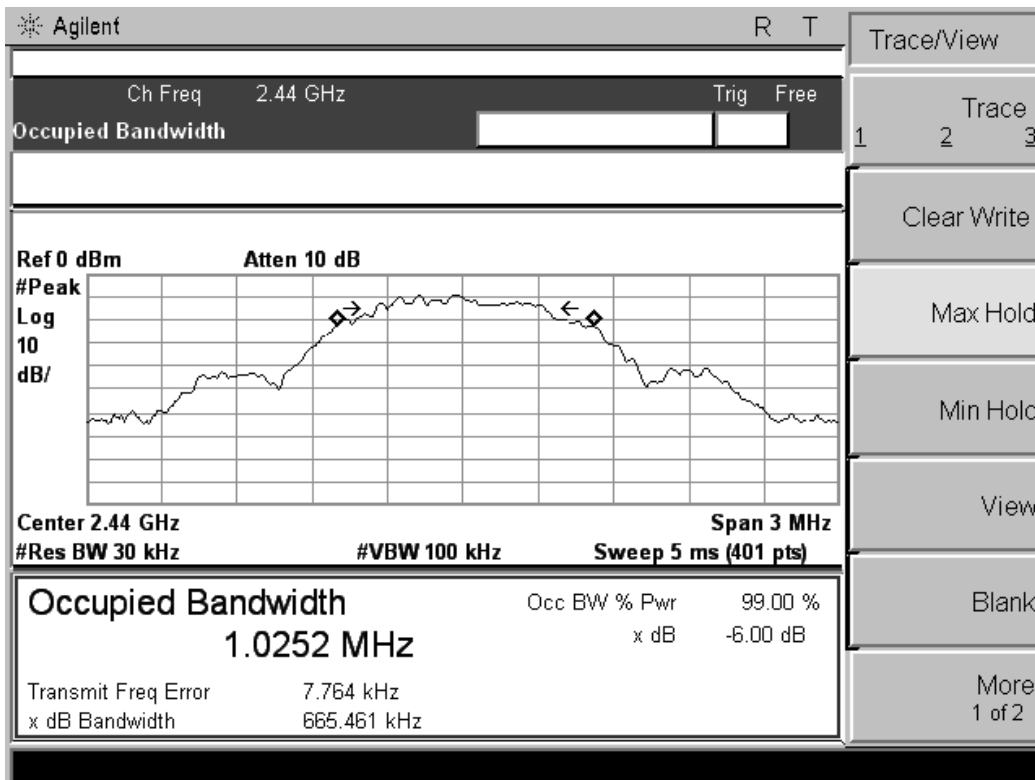 Agilent R T
Ch Freq 2.44 GHz Trig Free
Occupied Bandwidth
Ref 0 dBm Atten 10 dB
#Peak
Log
10
dB/
Center 2.44 GHz Span 3 MHz
#Res BW 30 kHz #VBW 100 kHz Sweep 5 ms (401 pts)
Occupied Bandwidth
1.0252 MHz
Occ BW % Pwr 99.00 %
x dB -6.00 dB
Transmit Freq Error 7.764 kHz
x dB Bandwidth 665.461 kHz
Trace/View
Trace
1 2 3
Clear Write
Max Hold
Min Hold
View
Blank
More
1 of 2